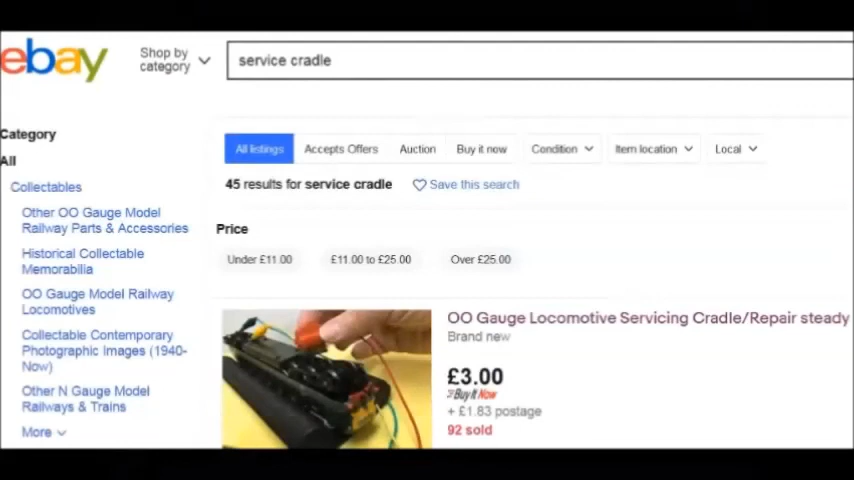 ebay
Shop by
category
service cradle
Category
All
Collectables
Other OO Gauge Model
Railway Parts & Accessories
Historical Collectable
Memorabilia
OO Gauge Model Railway
Locomotives
Collectable Contemporary
Photographic Images (1940-
Now)
Other N Gauge Model
Railways & Trains
More
All listings
Accepts Offers
Auction
Buy it now
Condition
Item location
Local
45 results for service cradle
Save this search
Price
Under £11.00
£11.00 to £25.00
Over £25.00
OO Gauge Locomotive Servicing Cradle/Repair steady
Brand new
£3.00
Buy It Now
+ £1.83 postage
92 sold